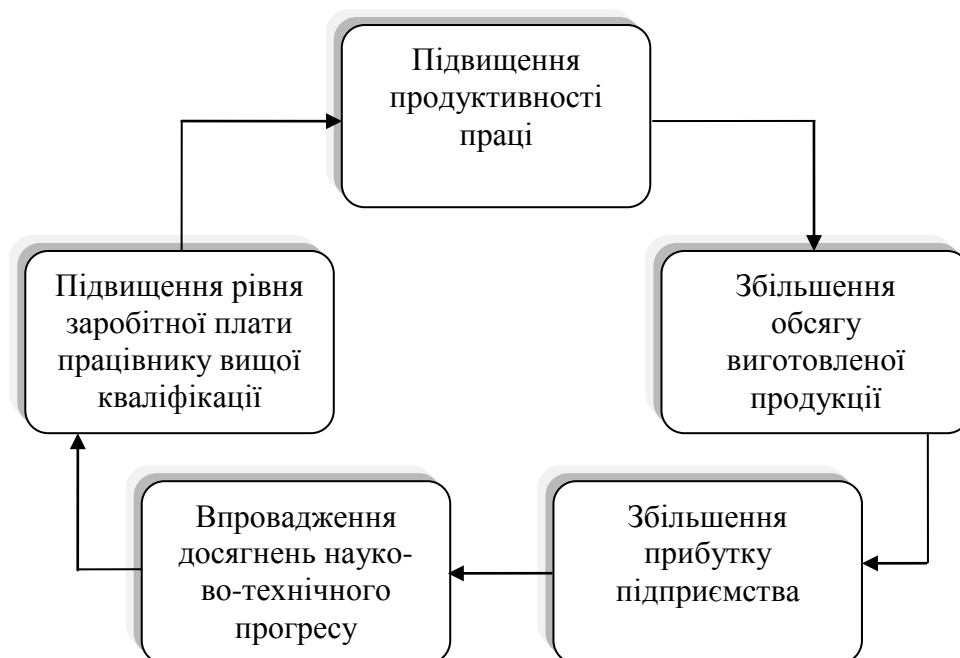 Підвищення
продуктивності
праці
Підвищення рівня
заробітної плати
працівнику вищої
кваліфікації
Збільшення
обсягу
виготовленої
продукції
Впровадження
досягнень науко-
во-технічного
прогресу
Збільшення
прибутку
підприємства